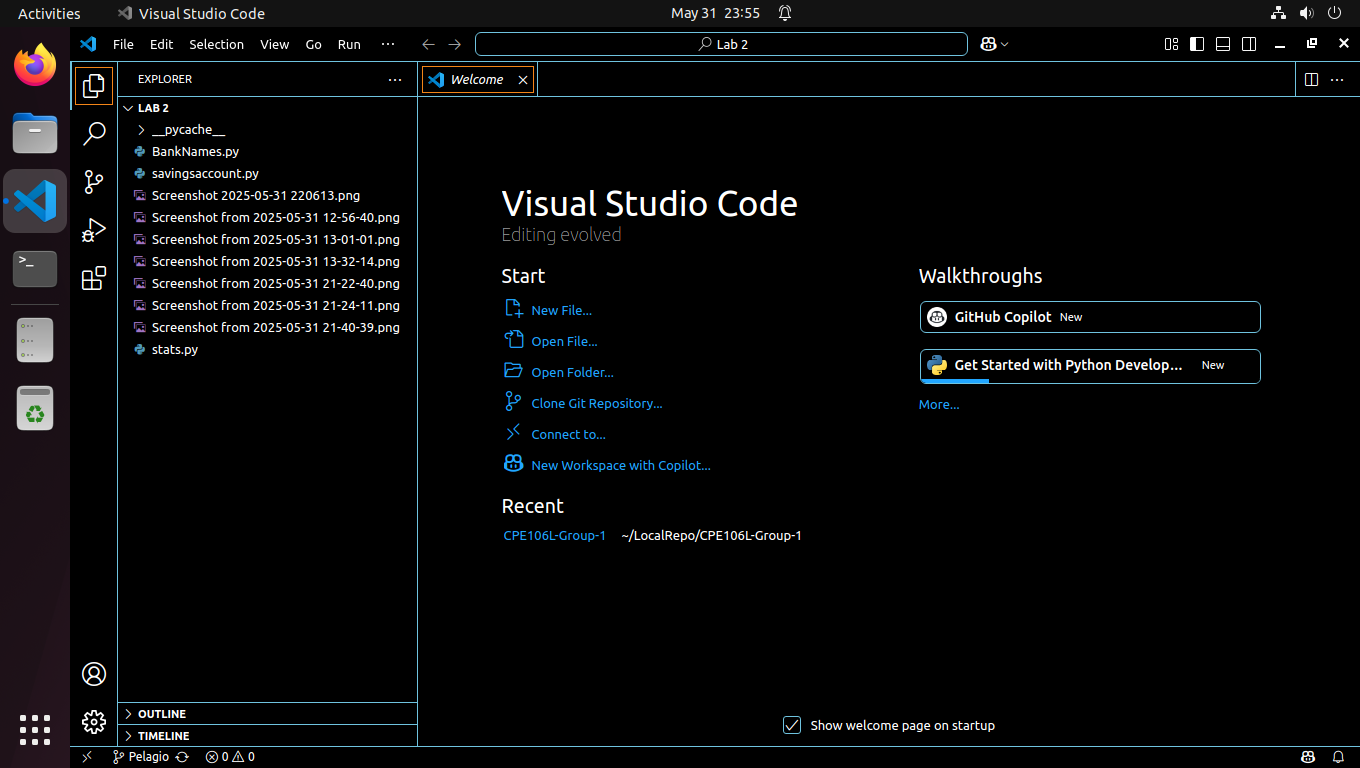 Activities
Visual Studio Code
May 31 23:55
File Edit Selection View Go Run ···
Lab 2
EXPLORER
···
Welcome
···
LAB 2
__pycache__
BankNames.py
savingsaccount.py
Screenshot 2025-05-31 220613.png
Screenshot from 2025-05-31 12-56-40.png
Screenshot from 2025-05-31 13-01-01.png
Screenshot from 2025-05-31 13-32-14.png
Screenshot from 2025-05-31 21-22-40.png
Screenshot from 2025-05-31 21-24-11.png
Screenshot from 2025-05-31 21-40-39.png
stats.py
OUTLINE
TIMELINE
Visual Studio Code
Editing evolved
Start
New File...
Open File...
Open Folder...
Clone Git Repository...
Connect to...
New Workspace with Copilot...
Recent
CPE106L-Group-1 ~/LocalRepo/CPE106L-Group-1
Walkthroughs
GitHub Copilot New
Get Started with Python Develop... New
More...
Show welcome page on startup
Pelagio
0 0